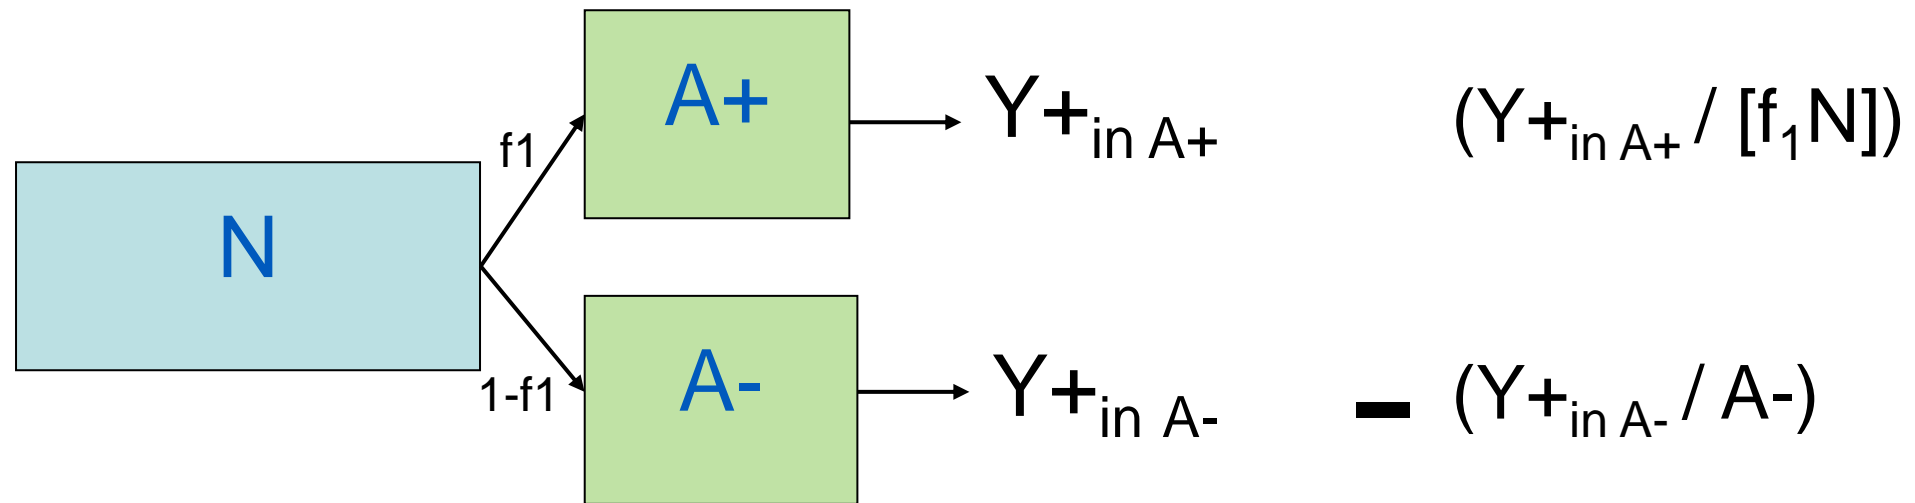 A+
Y+in A+
(Y+in A+ / [f1N])
f1
N
A-
1-f1
Y+in A-
– (Y+in A- / A-)